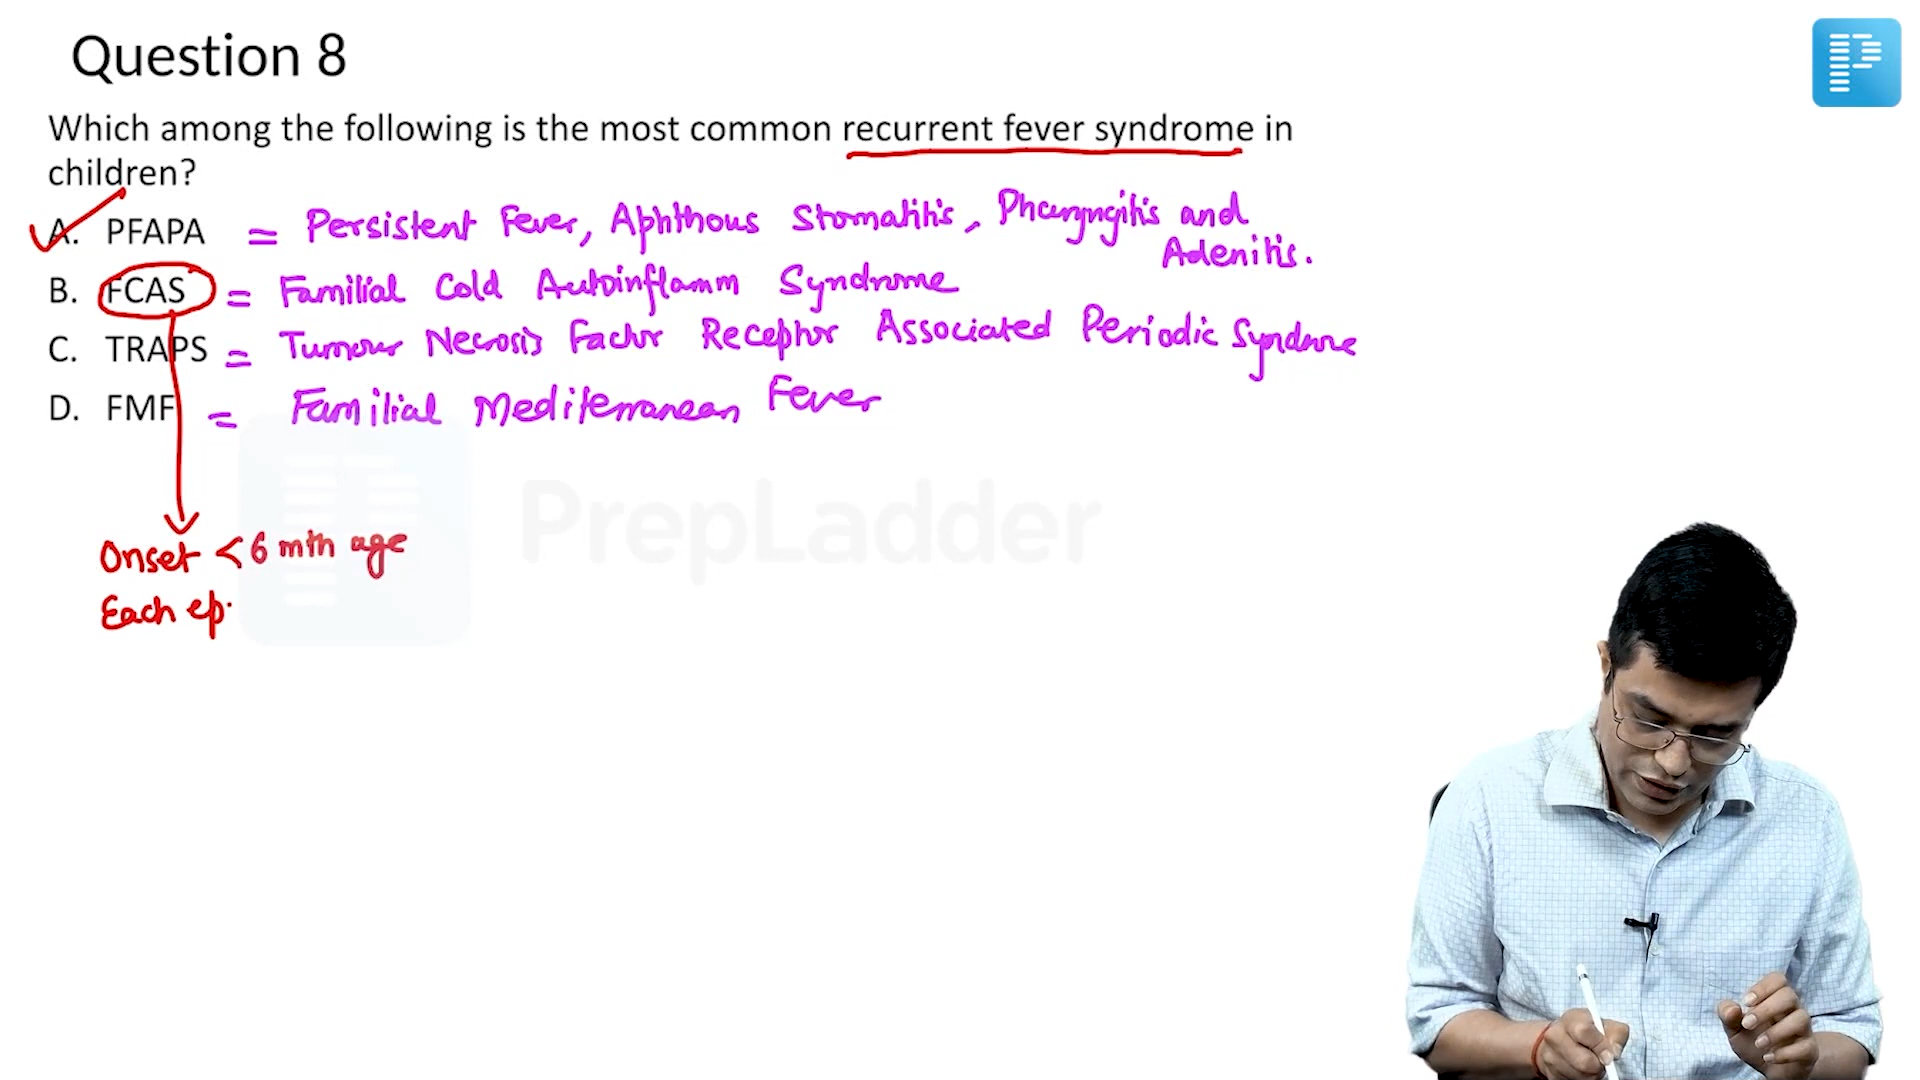 Question 8
Which among the following is the most common recurrent fever syndrome in
children?
A. PFAPA = Persistent Fever, Aphthous Stomatitis, Pharyngitis and
Adenitis.
B. FCAS = Familial Cold Autoinflamm Syndrome
C. TRAPS = Tumour Necrosis Factor Receptor Associated Periodic Syndrome
D. FMF = Familial Mediterranean Fever
PrepLadder
Onset < 6 mth age
Each ep.